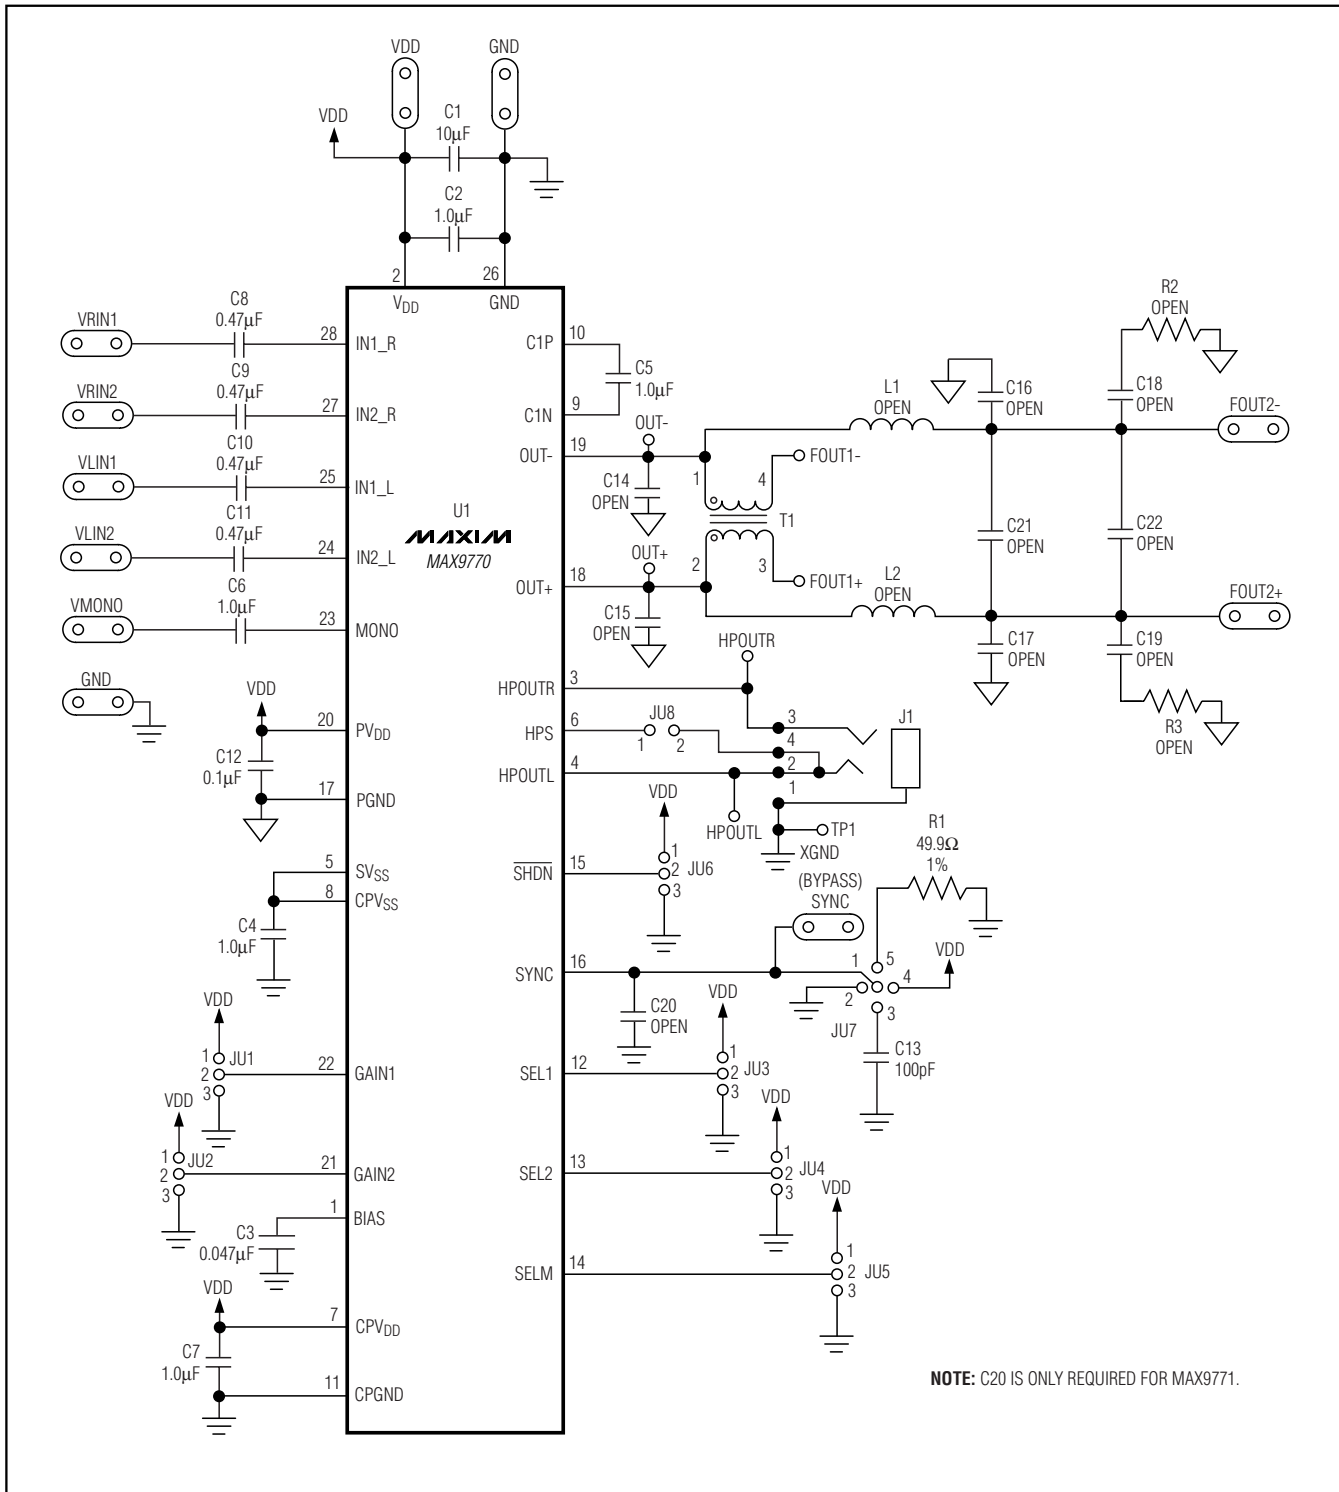 VDD
GND
VDD
C1
10µF
C2
1.0µF
2
26
VDD
GND
VRIN1
C8
0.47µF
28
IN1_R
VRIN2
C9
0.47µF
27
IN2_R
VLIN1
C10
0.47µF
25
IN1_L
VLIN2
C11
0.47µF
24
IN2_L
VMONO
C6
1.0µF
23
MONO
GND
VDD
20
PVDD
C12
0.1µF
17
PGND
5
SVSS
8
CPVSS
C4
1.0µF
VDD
1
2
3
JU1
22
GAIN1
VDD
1
2
3
JU2
21
GAIN2
1
BIAS
C3
0.047µF
VDD
7
CPVDD
C7
1.0µF
11
CPGND
U1
MAXIM
MAX9770
C1P
10
C5
1.0µF
C1N
9
OUT-
19
OUT-
C14
OPEN
1
4
FOUT1-
T1
2
3
FOUT1+
OUT+
18
OUT+
C15
OPEN
L1
OPEN
L2
OPEN
C16
OPEN
C18
OPEN
R2
OPEN
FOUT2-
C21
OPEN
C22
OPEN
FOUT2+
C17
OPEN
C19
OPEN
R3
OPEN
HPOUTR
HPOUTR
3
HPS
6
JU8
1
2
HPOUTL
4
HPOUTL
3
4
2
1
J1
TP1
XGND
VDD
SHDN
15
1
2
3
JU6
(BYPASS)
SYNC
R1
49.9Ω
1%
SYNC
16
C20
OPEN
1
5
4
2
3
VDD
JU7
C13
100pF
VDD
SEL1
12
1
2
3
JU3
VDD
SEL2
13
1
2
3
JU4
VDD
SELM
14
1
2
3
JU5
NOTE: C20 IS ONLY REQUIRED FOR MAX9771.